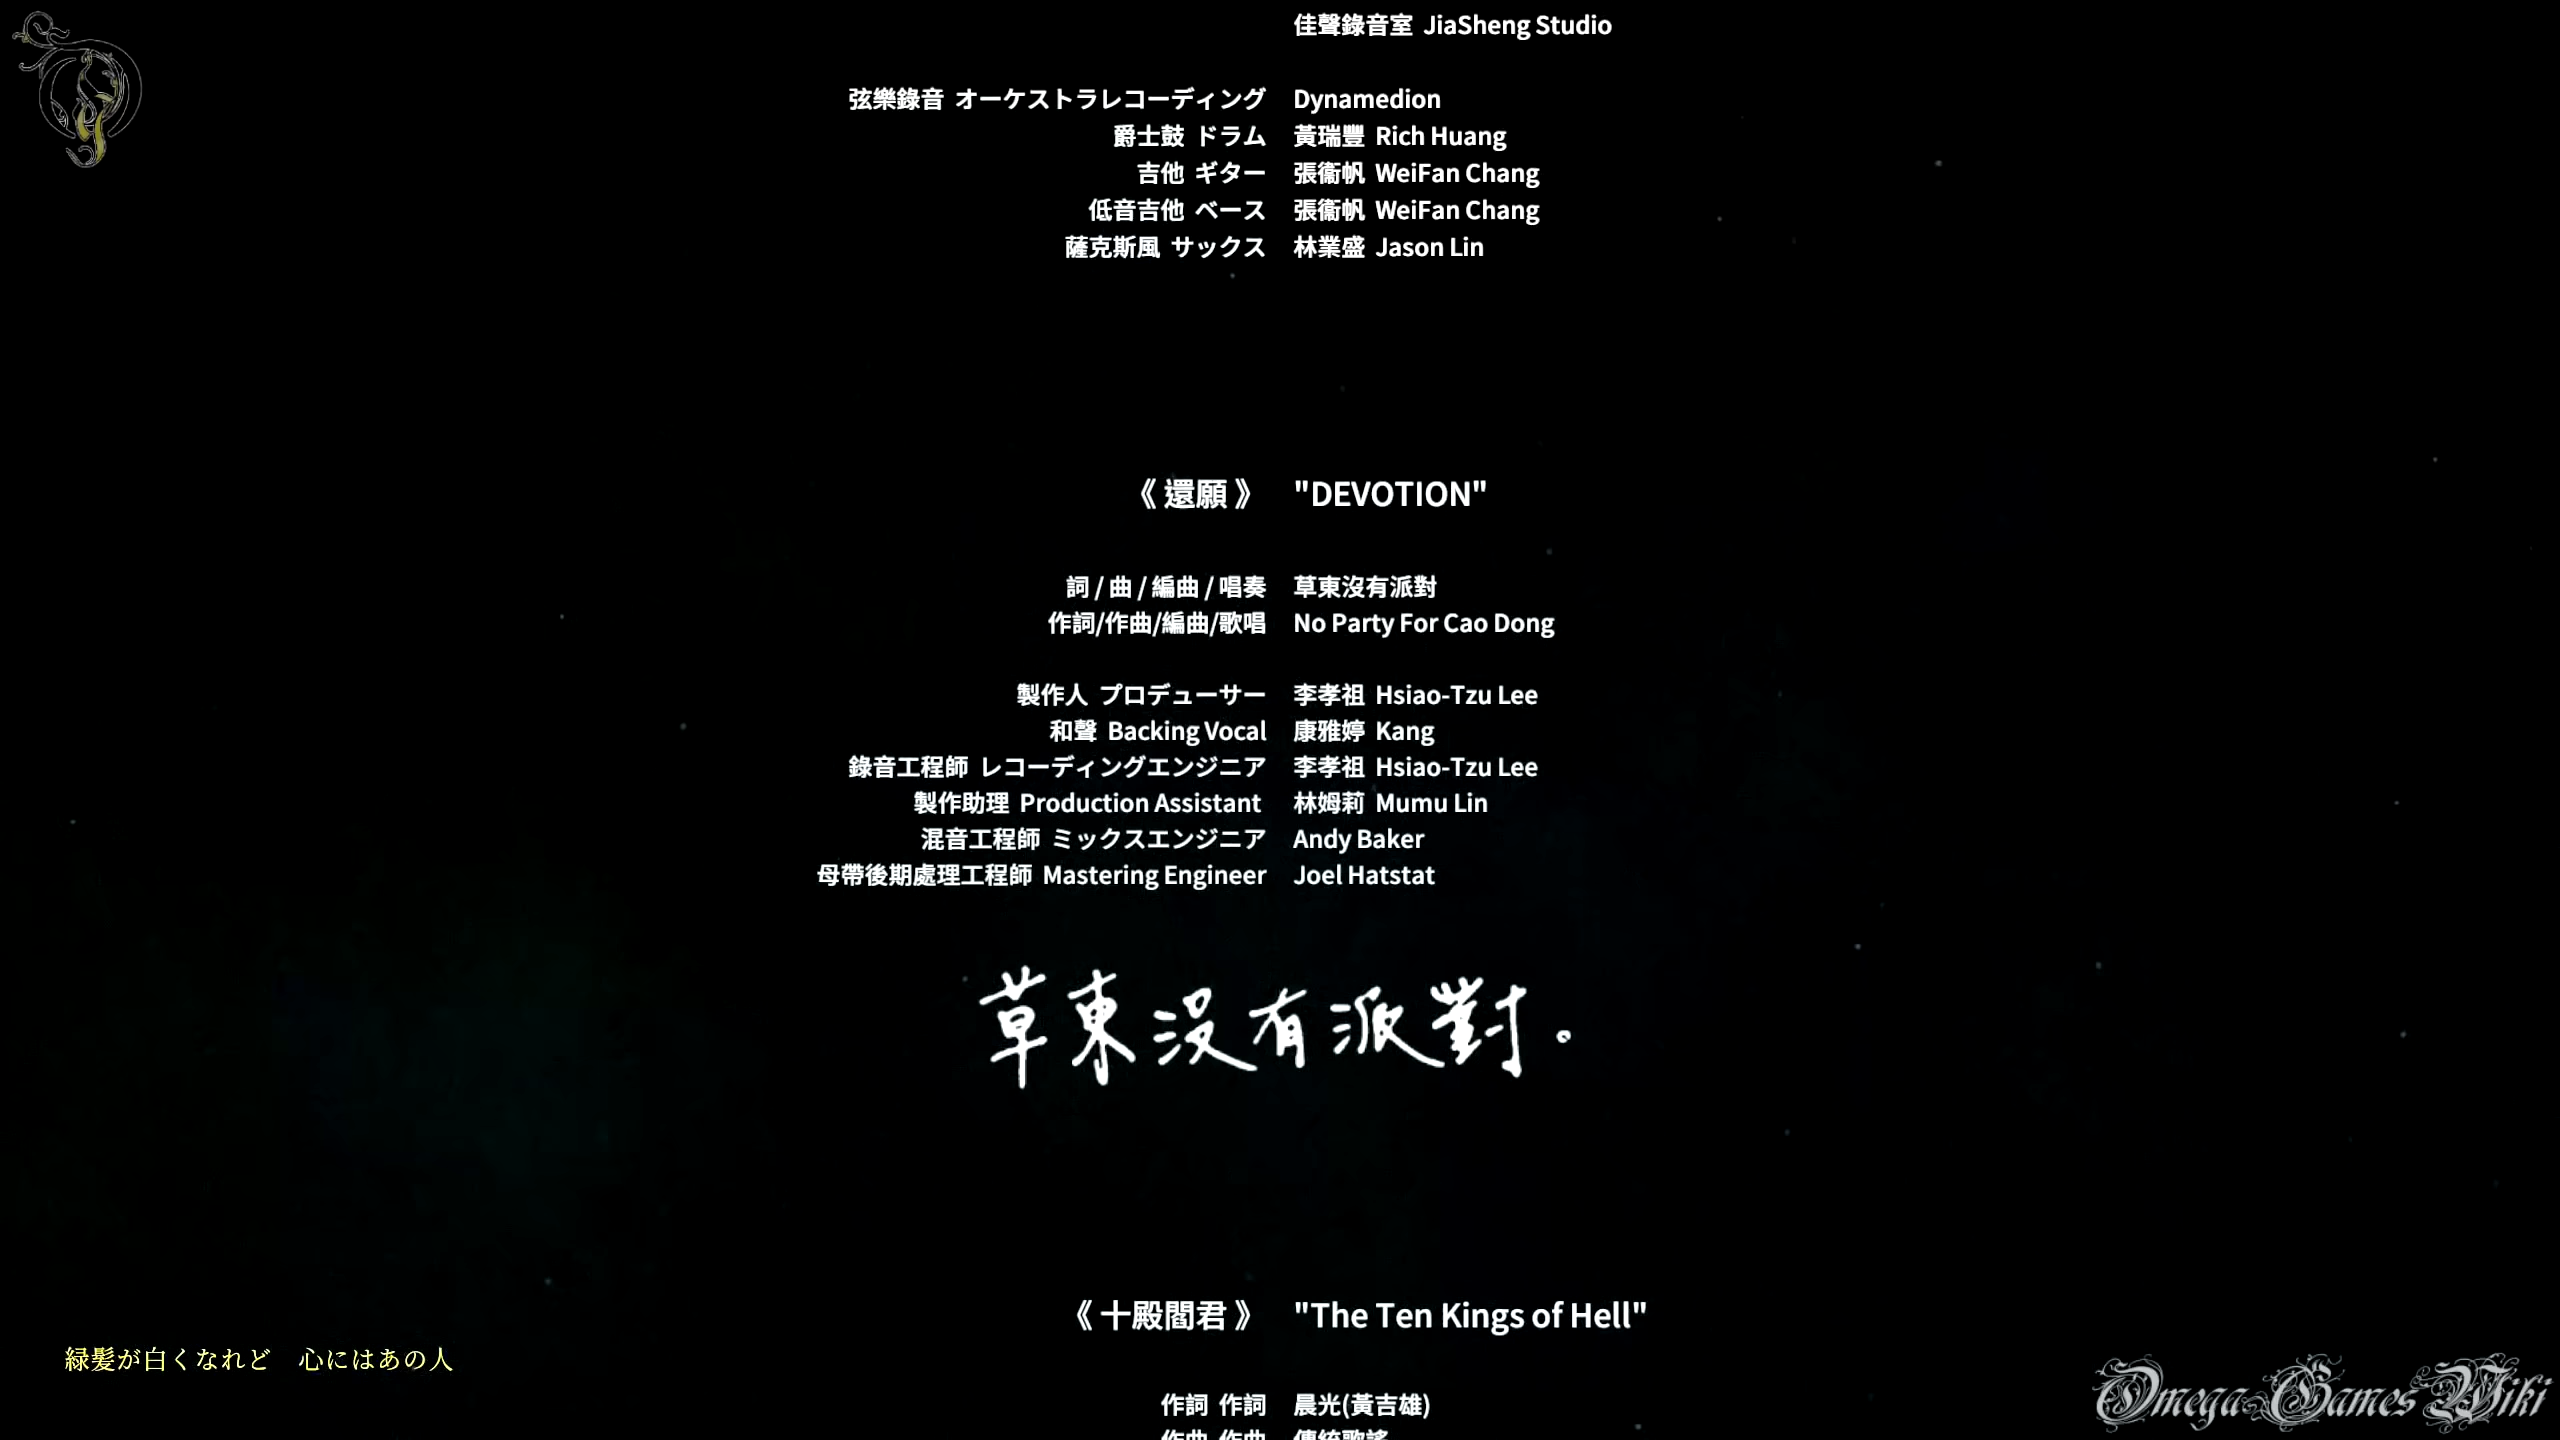 佳聲錄音室 JiaSheng Studio
弦樂錄音 オーケストラレコーディング Dynamedion
爵士鼓 ドラム 黃瑞豐 Rich Huang
吉他 ギター 張衞帆 WeiFan Chang
低音吉他 ベース 張衞帆 WeiFan Chang
薩克斯風 サックス 林業盛 Jason Lin
《 還願 》 "DEVOTION"
詞 / 曲 / 編曲 / 唱奏 草東沒有派對
作詞/作曲/編曲/歌唱 No Party For Cao Dong
製作人 プロデューサー 李孝祖 Hsiao-Tzu Lee
和聲 Backing Vocal 康雅婷 Kang
錄音工程師 レコーディングエンジニア 李孝祖 Hsiao-Tzu Lee
製作助理 Production Assistant 林姆莉 Mumu Lin
混音工程師 ミックスエンジニア Andy Baker
母帶後期處理工程師 Mastering Engineer Joel Hatstat
草東沒有派對。
《 十殿閻君 》 "The Ten Kings of Hell"
緑髪が白くなれど 心にはあの人
作詞 作詞 晨光(黃吉雄)
作曲 作曲 傳統歌謠
Omega Games Wiki